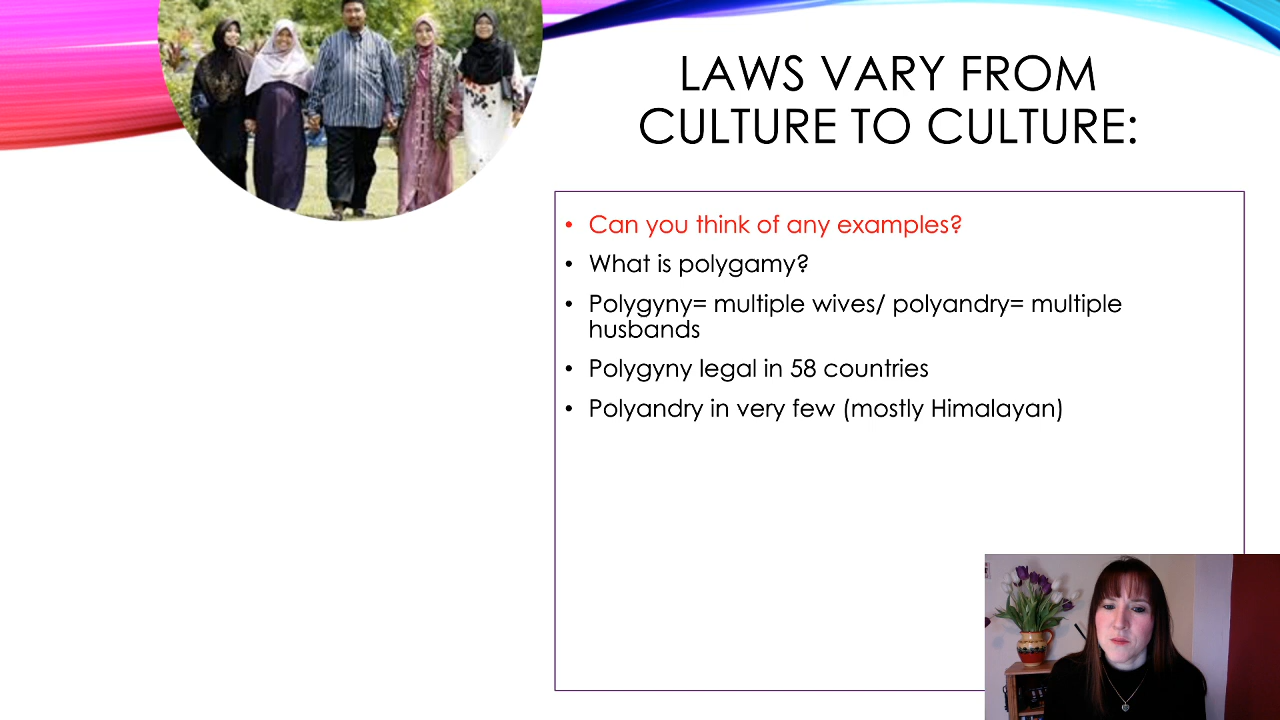 LAWS VARY FROM
CULTURE TO CULTURE:
• Can you think of any examples?
• What is polygamy?
• Polygyny= multiple wives/ polyandry= multiple
husbands
• Polygyny legal in 58 countries
• Polyandry in very few (mostly Himalayan)